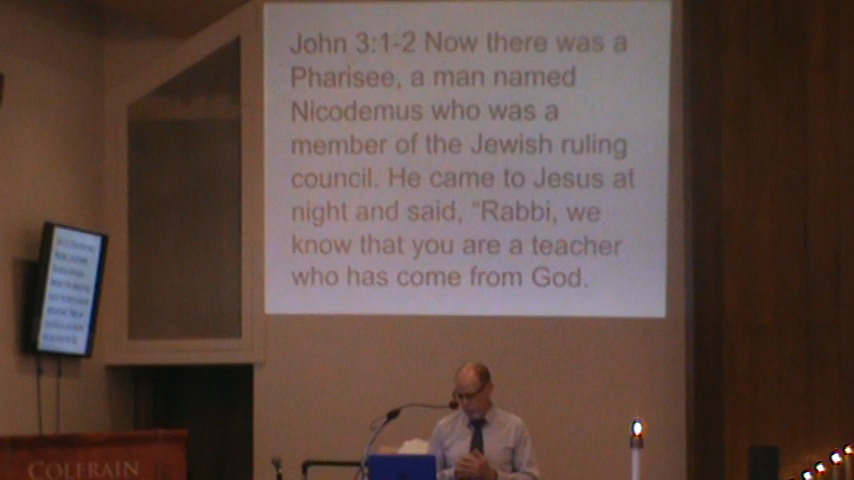 John 3:1-2 Now there was a
Pharisee, a man named
Nicodemus who was a
member of the Jewish ruling
council. He came to Jesus at
night and said, “Rabbi, we
know that you are a teacher
who has come from God.
COLERAIN